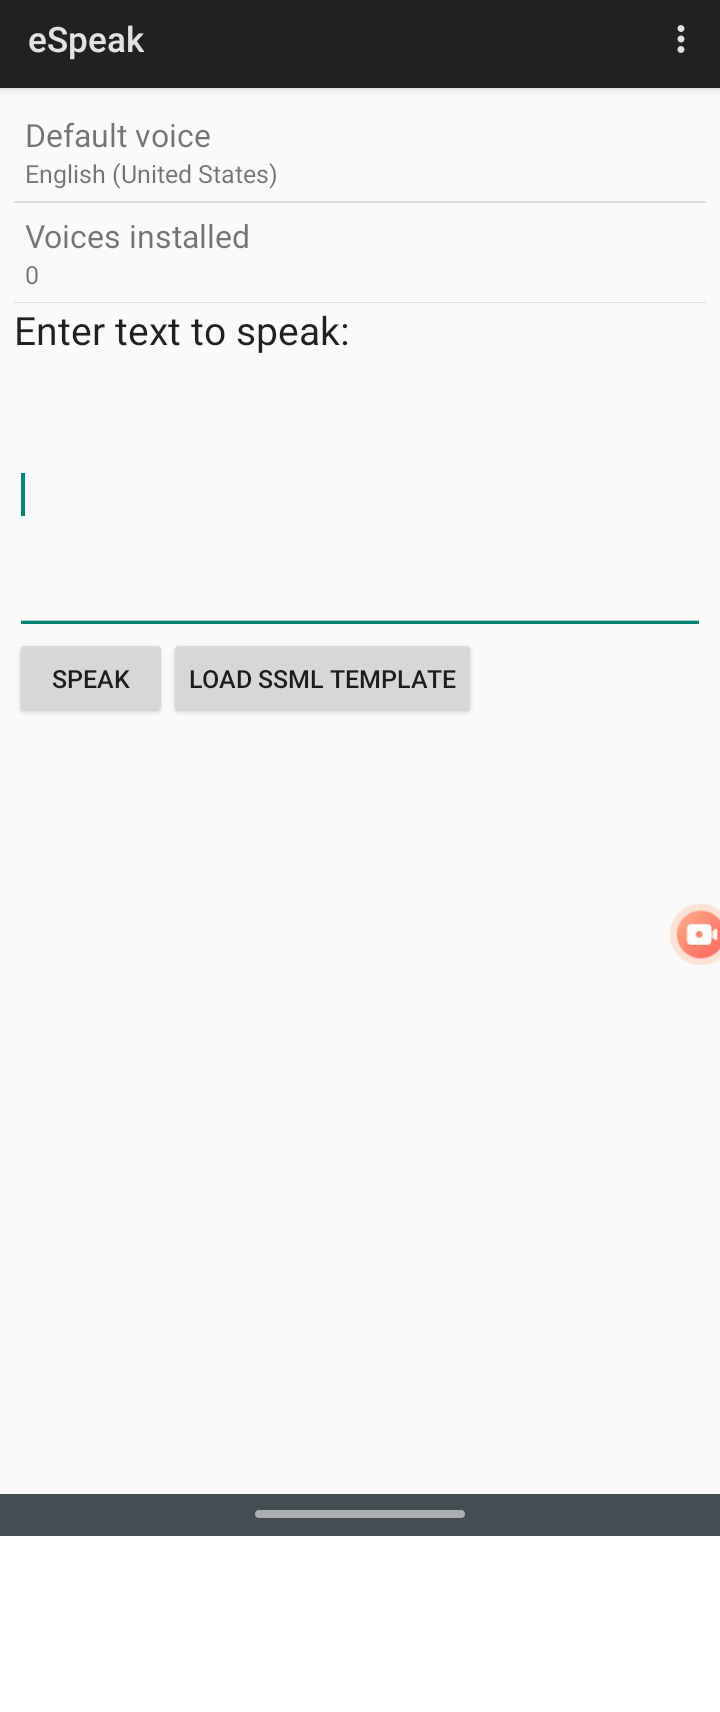 eSpeak
Default voice
English (United States)
Voices installed
0
Enter text to speak:
SPEAK
LOAD SSML TEMPLATE